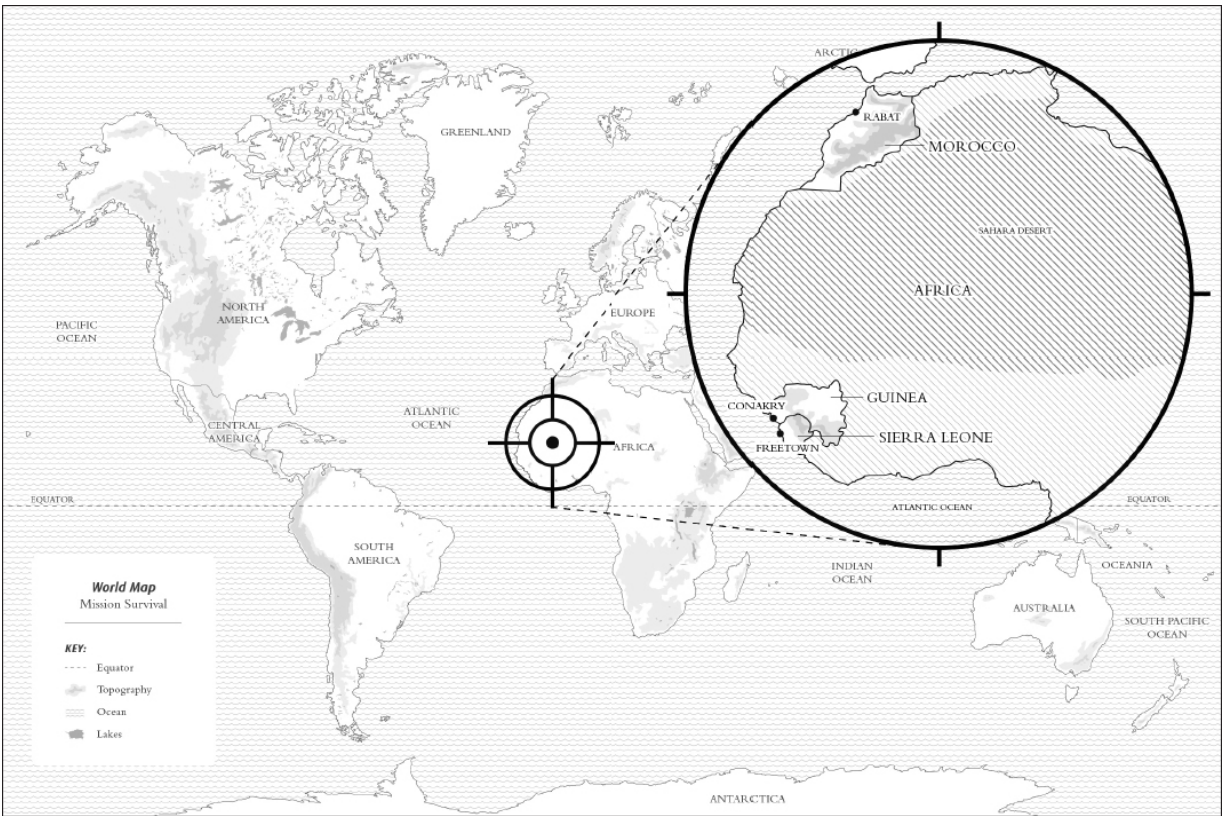 ARCTIC
GREENLAND
RABAT
MOROCCO
SAHARA DESERT
AFRICA
NORTH
AMERICA
EUROPE
PACIFIC
OCEAN
GUINEA
CONAKRY
SIERRA LEONE
FREETOWN
ATLANTIC
OCEAN
CENTRAL
AMERICA
AFRICA
EQUATOR
EQUATOR
ATLANTIC OCEAN
SOUTH
AMERICA
INDIAN
OCEAN
OCEANIA
AUSTRALIA
SOUTH PACIFIC
OCEAN
World Map
Mission Survival
KEY:
Equator
Topography
Ocean
Lakes
ANTARCTICA